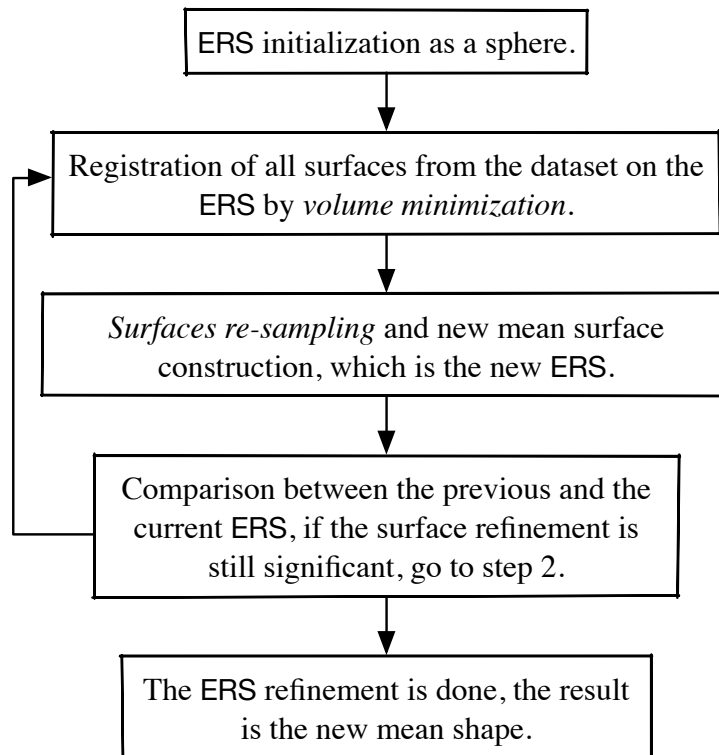 ERS initialization as a sphere.
Registration of all surfaces from the dataset on the
ERS by volume minimization.
Surfaces re-sampling and new mean surface
construction, which is the new ERS.
Comparison between the previous and the
current ERS, if the surface refinement is
still significant, go to step 2.
The ERS refinement is done, the result
is the new mean shape.